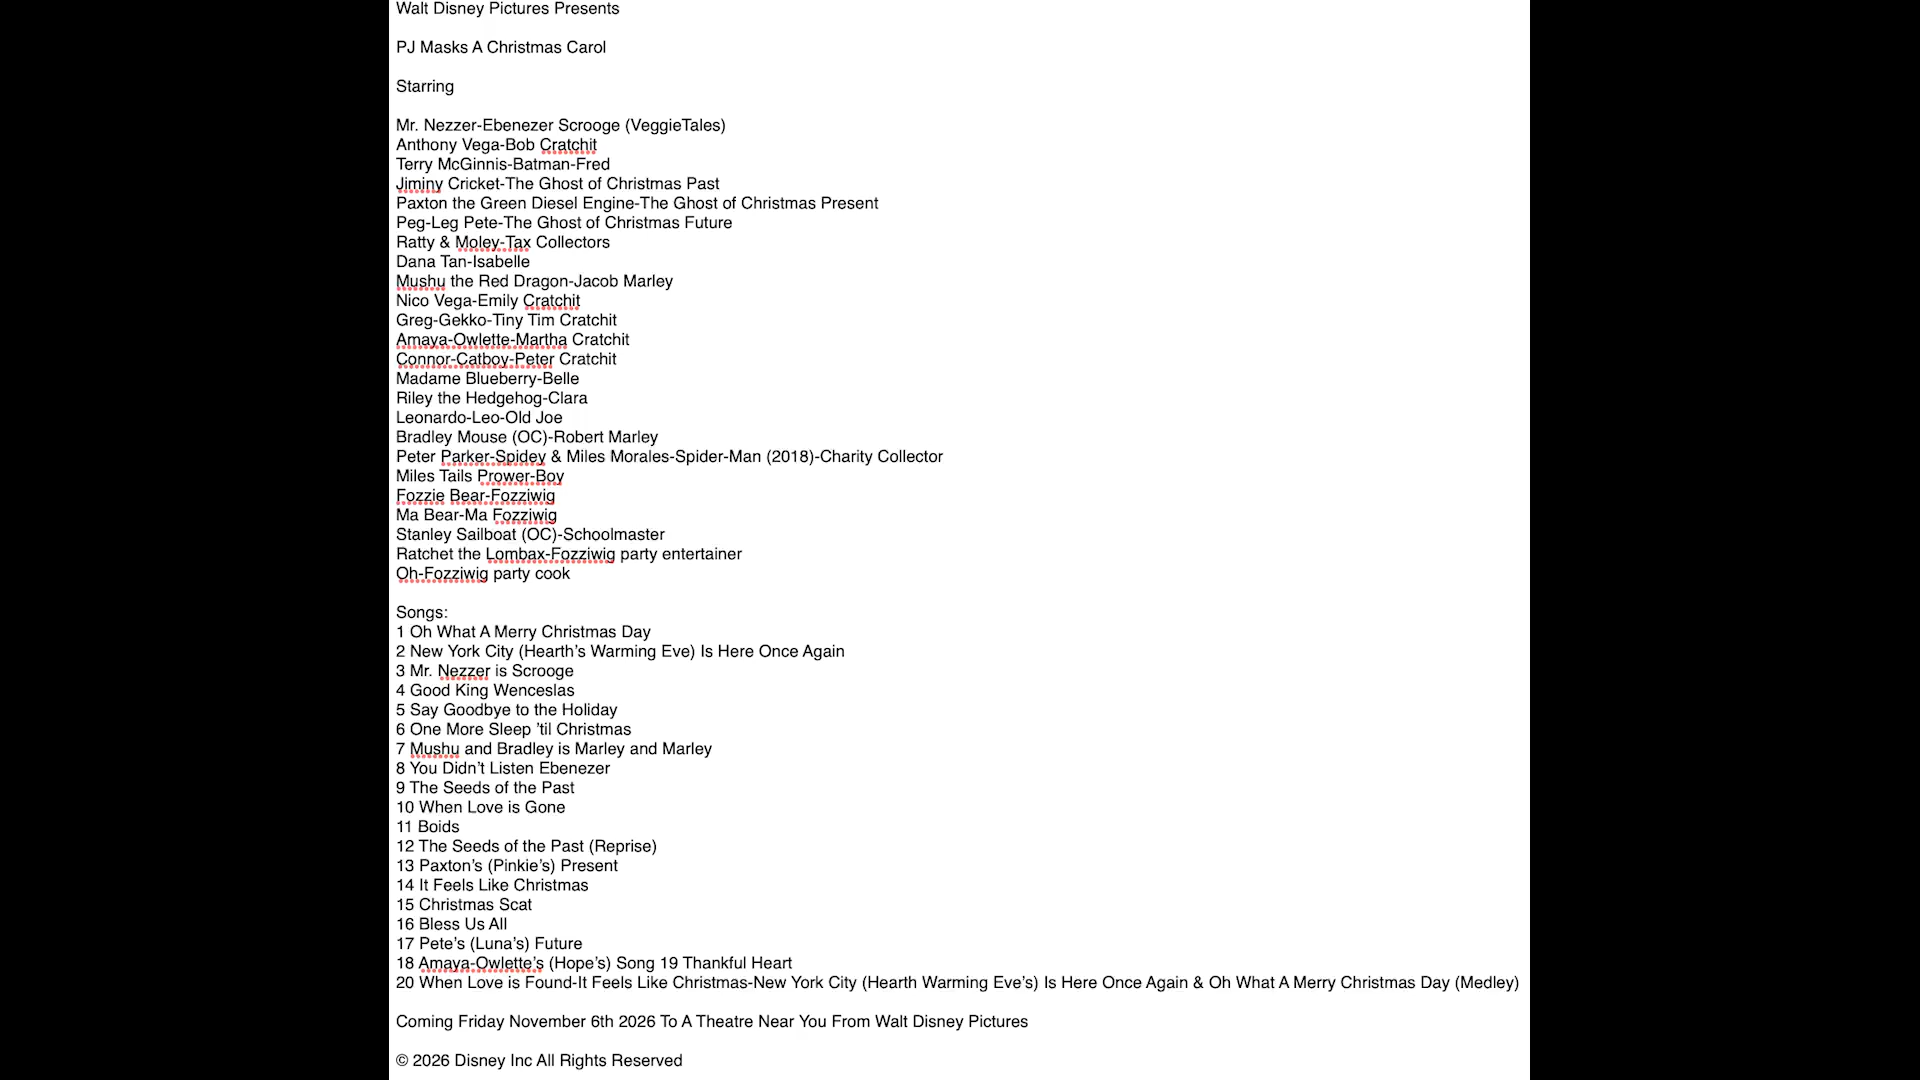 Walt Disney Pictures Presents
PJ Masks A Christmas Carol
Starring
Mr. Nezzer-Ebenezer Scrooge (VeggieTales)
Anthony Vega-Bob Cratchit
Terry McGinnis-Batman-Fred
Jiminy Cricket-The Ghost of Christmas Past
Paxton the Green Diesel Engine-The Ghost of Christmas Present
Peg-Leg Pete-The Ghost of Christmas Future
Ratty & Moley-Tax Collectors
Dana Tan-Isabelle
Mushu the Red Dragon-Jacob Marley
Nico Vega-Emily Cratchit
Greg-Gekko-Tiny Tim Cratchit
Amaya-Owlette-Martha Cratchit
Connor-Catboy-Peter Cratchit
Madame Blueberry-Belle
Riley the Hedgehog-Clara
Leonardo-Leo-Old Joe
Bradley Mouse (OC)-Robert Marley
Peter Parker-Spidey & Miles Morales-Spider-Man (2018)-Charity Collector
Miles Tails Prower-Boy
Fozzie Bear-Fozziwig
Ma Bear-Ma Fozziwig
Stanley Sailboat (OC)-Schoolmaster
Ratchet the Lombax-Fozziwig party entertainer
Oh-Fozziwig party cook
Songs:
1 Oh What A Merry Christmas Day
2 New York City (Hearth’s Warming Eve) Is Here Once Again
3 Mr. Nezzer is Scrooge
4 Good King Wenceslas
5 Say Goodbye to the Holiday
6 One More Sleep ’til Christmas
7 Mushu and Bradley is Marley and Marley
8 You Didn’t Listen Ebenezer
9 The Seeds of the Past
10 When Love is Gone
11 Boids
12 The Seeds of the Past (Reprise)
13 Paxton’s (Pinkie’s) Present
14 It Feels Like Christmas
15 Christmas Scat
16 Bless Us All
17 Pete’s (Luna’s) Future
18 Amaya-Owlette’s (Hope’s) Song 19 Thankful Heart
20 When Love is Found-It Feels Like Christmas-New York City (Hearth Warming Eve’s) Is Here Once Again & Oh What A Merry Christmas Day (Medley)
Coming Friday November 6th 2026 To A Theatre Near You From Walt Disney Pictures
© 2026 Disney Inc All Rights Reserved